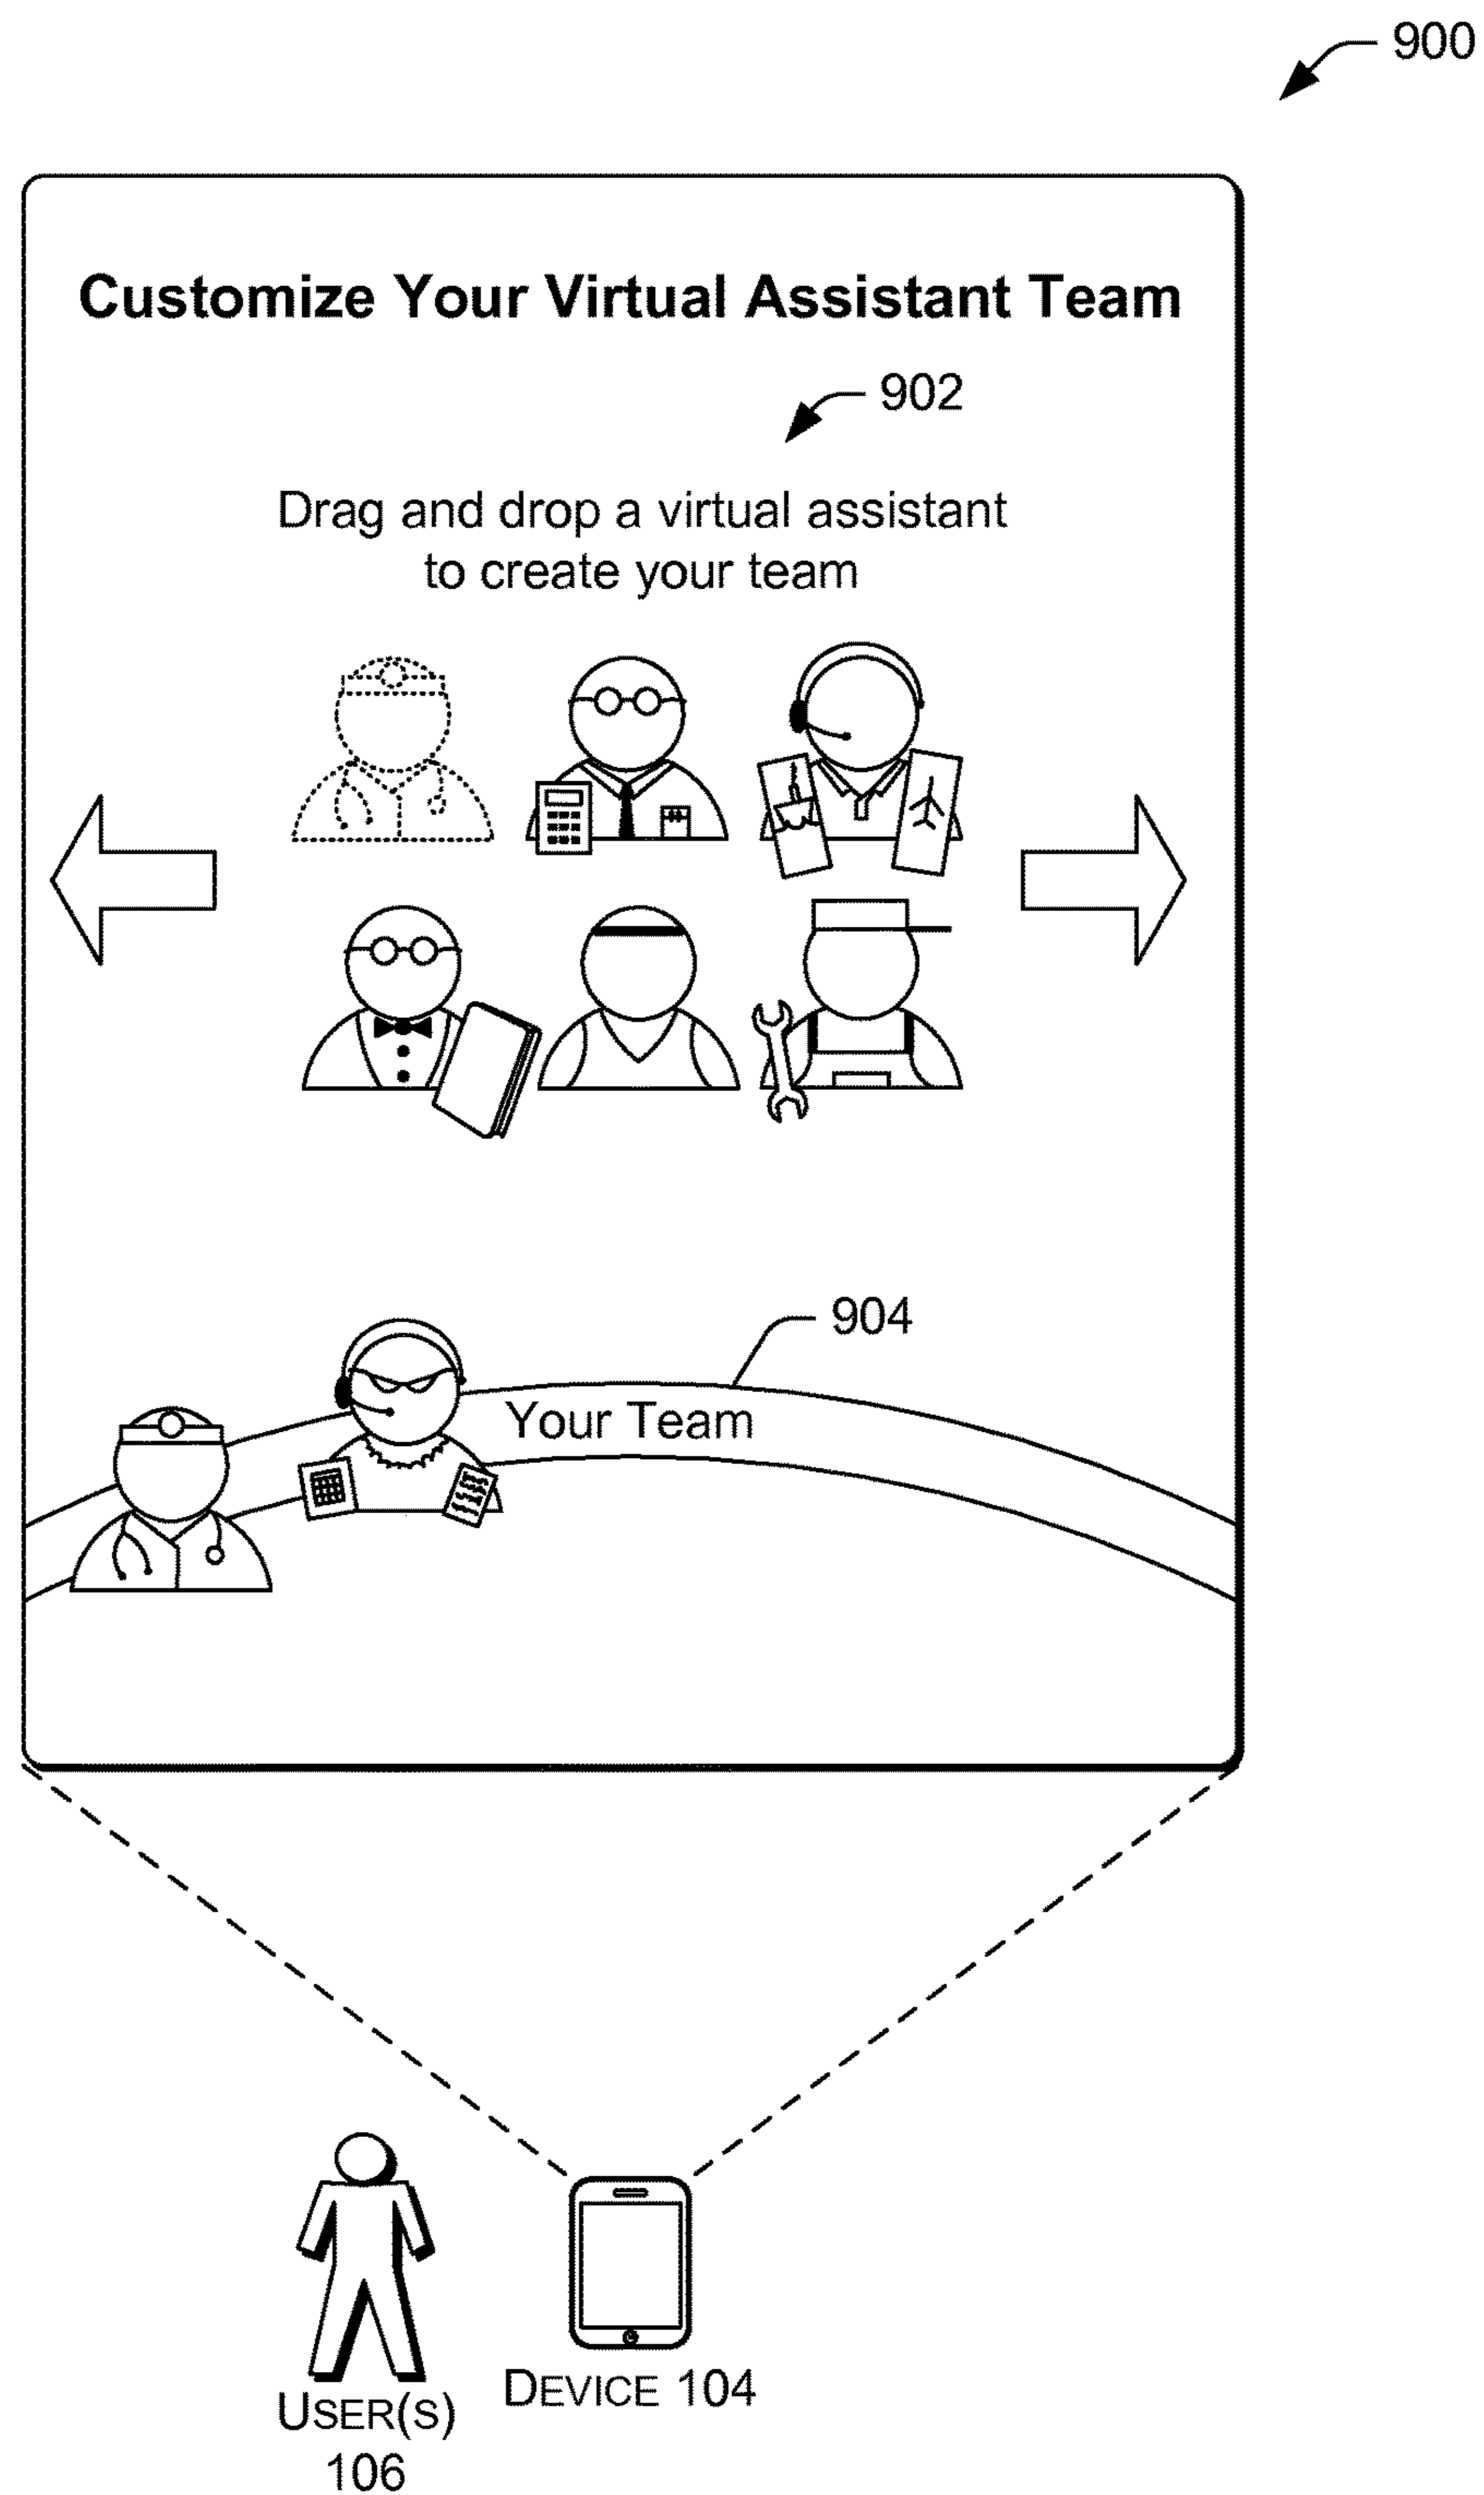 900
Customize Your Virtual Assistant Team
902
Drag and drop a virtual assistant
to create your team
904
Your Team
DEVICE 104
USER(S)
106